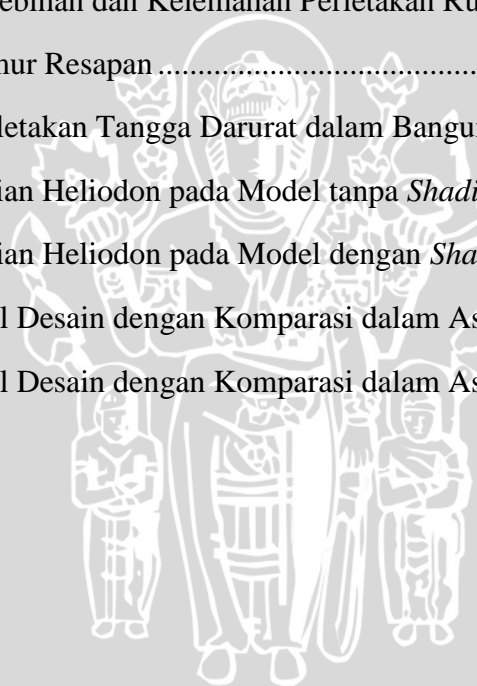 ebihan dan Kelemahan Perletakan Ru
nur Resapan ........................................
letakan Tangga Darurat dalam Bangu
ian Heliodon pada Model tanpa Shadi
ian Heliodon pada Model dengan Sha
l Desain dengan Komparasi dalam As
l Desain dengan Komparasi dalam As